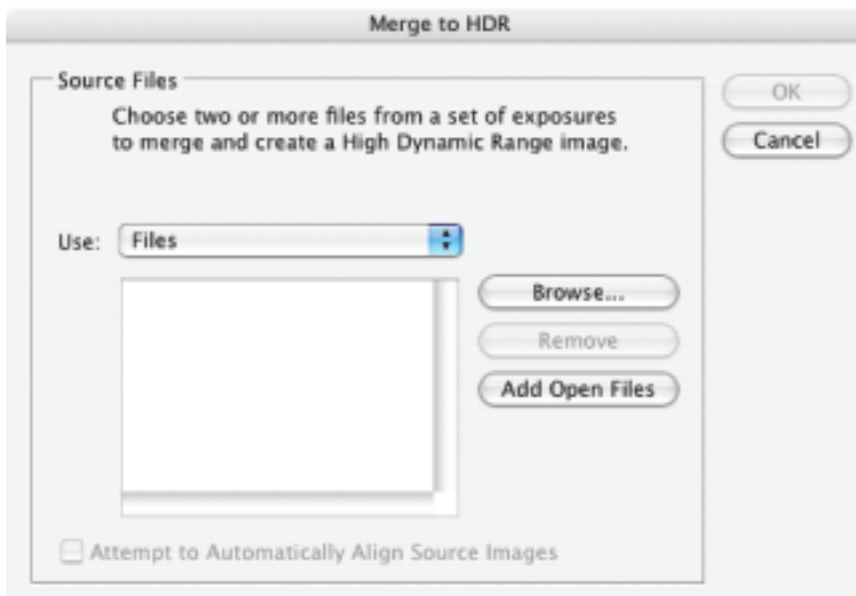 Merge to HDR
Source Files
Choose two or more files from a set of exposures
to merge and create a High Dynamic Range image.
OK
Cancel
Use: Files
Browse...
Remove
Add Open Files
Attempt to Automatically Align Source Images